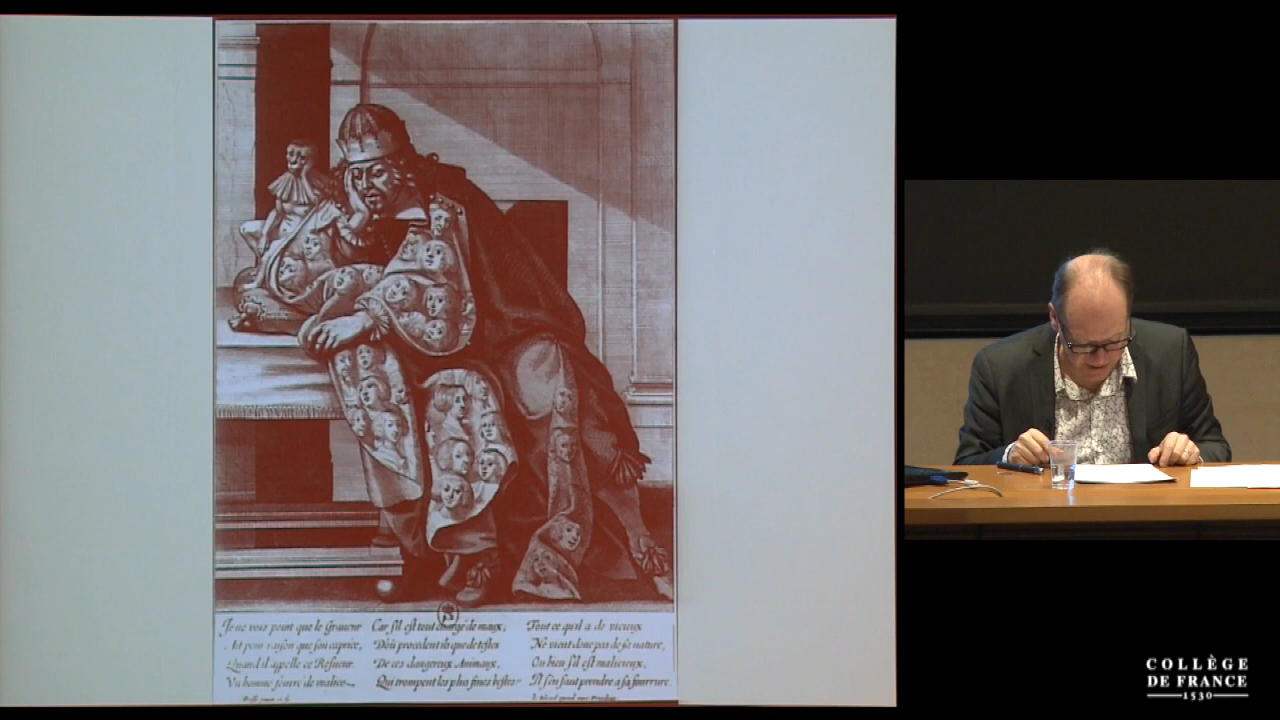 Je ne vois point que le Graueur
Ait pour raison que son caprice,
Quand il appelle ce Resueur
Vn homme fourré de malice
Car s'il est tout chargé de maux,
D'où procedent ils que de testes
De ces dangereux Animaux,
Qui trompent les plus fines bestes
Tout ce qu'il a de vicieux
Ne vient donc pas de sa nature,
Ou bien s'il est malicieux,
Il s'en faut prendre a sa fourrure.
COLLÈGE
DE FRANCE
1530